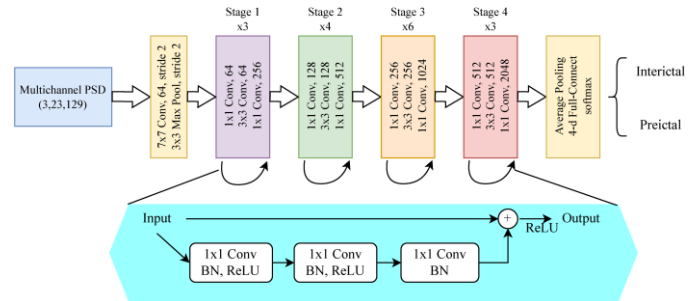 Stage 1
x3
Stage 2
x4
Stage 3
x6
Stage 4
x3
Multichannel PSD
(3,23,129)
7x7 Conv, 64, stride 2
3x3 Max Pool, stride 2
1x1 Conv, 64
3x3 Conv, 64
1x1 Conv, 256
1x1 Conv, 128
3x3 Conv, 128
1x1 Conv, 512
1x1 Conv, 256
3x3 Conv, 256
1x1 Conv, 1024
1x1 Conv, 512
3x3 Conv, 512
1x1 Conv, 2048
Average Pooling
4-d Full-Connect
softmax
Interictal
Preictal
Input
+
ReLU
Output
1x1 Conv
BN, ReLU
1x1 Conv
BN, ReLU
1x1 Conv
BN